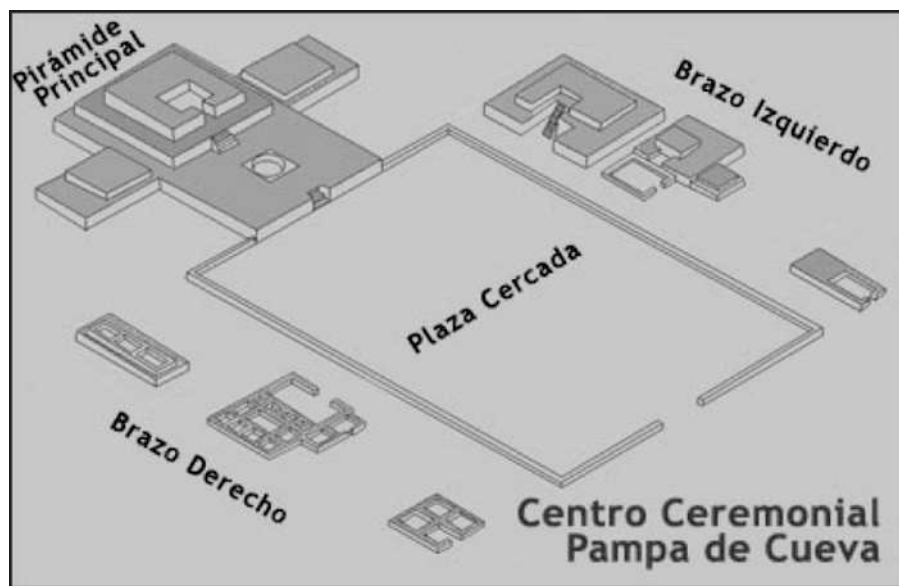 Pirámide
Principal
Brazo Izquierdo
Plaza Cercada
Brazo Derecho
Centro Ceremonial
Pampa de Cueva